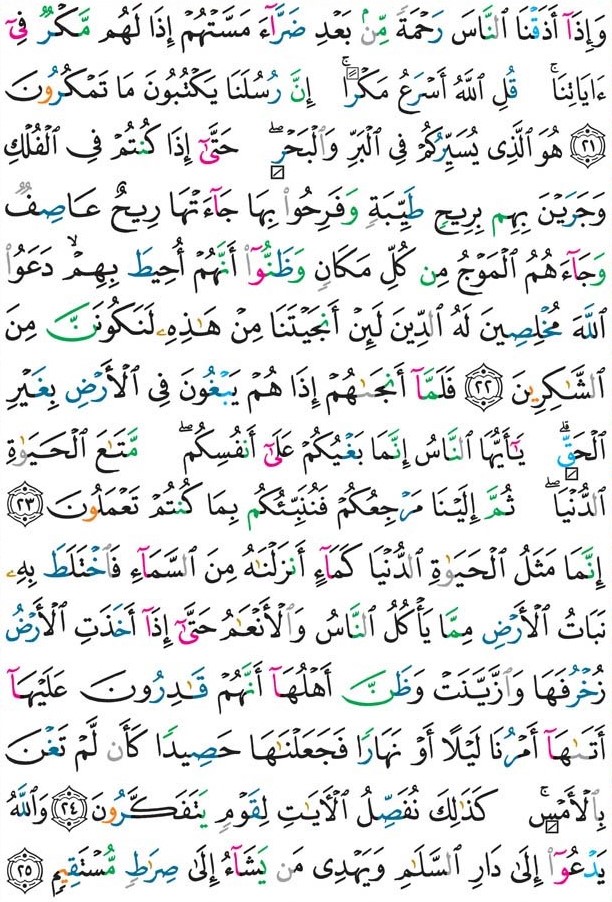 وَإِذَآ أَذَقْنَا ٱلنَّاسَ رَحْمَةً مِّنۢ بَعْدِ ضَرَّآءَ مَسَّتْهُمْ إِذَا لَهُم مَّكْرٌ فِىٓ
ءَايَاتِنَا ۚ قُلِ ٱللَّهُ أَسْرَعُ مَكْرًا ۚ إِنَّ رُسُلَنَا يَكْتُبُونَ مَا تَمْكُرُونَ
﴿٢١﴾ هُوَ ٱلَّذِى يُسَيِّرُكُمْ فِى ٱلْبَرِّ وَٱلْبَحْرِ ۖ حَتَّىٰٓ إِذَا كُنتُمْ فِى ٱلْفُلْكِ
وَجَرَيْنَ بِهِم بِرِيحٍ طَيِّبَةٍ وَفَرِحُوا۟ بِهَا جَآءَتْهَا رِيحٌ عَاصِفٌ
وَجَآءَهُمُ ٱلْمَوْجُ مِن كُلِّ مَكَانٍ وَظَنُّوٓا۟ أَنَّهُمْ أُحِيطَ بِهِمْ ۙ دَعَوُا۟
ٱللَّهَ مُخْلِصِينَ لَهُ ٱلدِّينَ لَئِنْ أَنجَيْتَنَا مِنْ هَـٰذِهِۦ لَنَكُونَنَّ مِنَ
ٱلشَّـٰكِرِينَ ﴿٢٢﴾ فَلَمَّآ أَنجَىٰهُمْ إِذَا هُمْ يَبْغُونَ فِى ٱلْأَرْضِ بِغَيْرِ
ٱلْحَقِّ ۗ يَـٰٓأَيُّهَا ٱلنَّاسُ إِنَّمَا بَغْيُكُمْ عَلَىٰٓ أَنفُسِكُم ۖ مَّتَـٰعَ ٱلْحَيَوٰةِ
ٱلدُّنْيَا ۖ ثُمَّ إِلَيْنَا مَرْجِعُكُمْ فَنُنَبِّئُكُم بِمَا كُنتُمْ تَعْمَلُونَ ﴿٢٣﴾
إِنَّمَا مَثَلُ ٱلْحَيَوٰةِ ٱلدُّنْيَا كَمَآءٍ أَنزَلْنَـٰهُ مِنَ ٱلسَّمَآءِ فَٱخْتَلَطَ بِهِۦ
نَبَاتُ ٱلْأَرْضِ مِمَّا يَأْكُلُ ٱلنَّاسُ وَٱلْأَنْعَـٰمُ حَتَّىٰٓ إِذَآ أَخَذَتِ ٱلْأَرْضُ
زُخْرُفَهَا وَٱزَّيَّنَتْ وَظَنَّ أَهْلُهَآ أَنَّهُمْ قَـٰدِرُونَ عَلَيْهَآ
أَتَىٰهَآ أَمْرُنَا لَيْلًا أَوْ نَهَارًا فَجَعَلْنَـٰهَا حَصِيدًا كَأَن لَّمْ تَغْنَ
بِٱلْأَمْسِ ۚ كَذَٰلِكَ نُفَصِّلُ ٱلْـَٔايَـٰتِ لِقَوْمٍ يَتَفَكَّرُونَ ﴿٢٤﴾ وَٱللَّهُ
يَدْعُوٓا۟ إِلَىٰ دَارِ ٱلسَّلَـٰمِ وَيَهْدِى مَن يَشَآءُ إِلَىٰ صِرَٰطٍ مُّسْتَقِيمٍ ﴿٢٥﴾